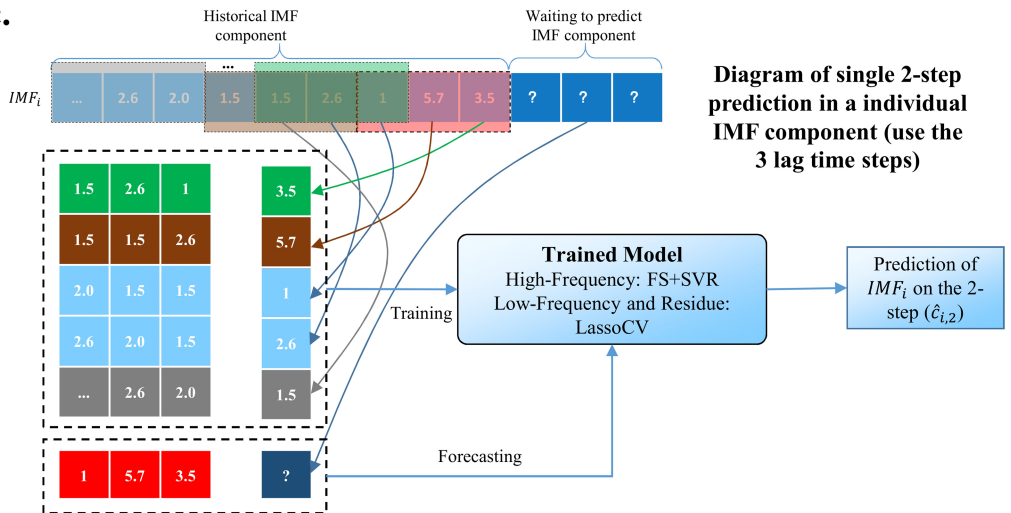 Historical IMF
component
Waiting to predict
IMF component
...
IMFi ... 2.6 2.0 1.5 1.5 2.6 1 5.7 3.5 ? ? ?
Diagram of single 2-step
prediction in a individual
IMF component (use the
3 lag time steps)
1.5 2.6 1 3.5
1.5 1.5 2.6 5.7
2.0 1.5 1.5 1
2.6 2.0 1.5 2.6
... 2.6 2.0 1.5
Training
Trained Model
High-Frequency: FS+SVR
Low-Frequency and Residue:
LassoCV
Prediction of
IMFi on the 2-
step (ĉi,2)
1 5.7 3.5 ?
Forecasting